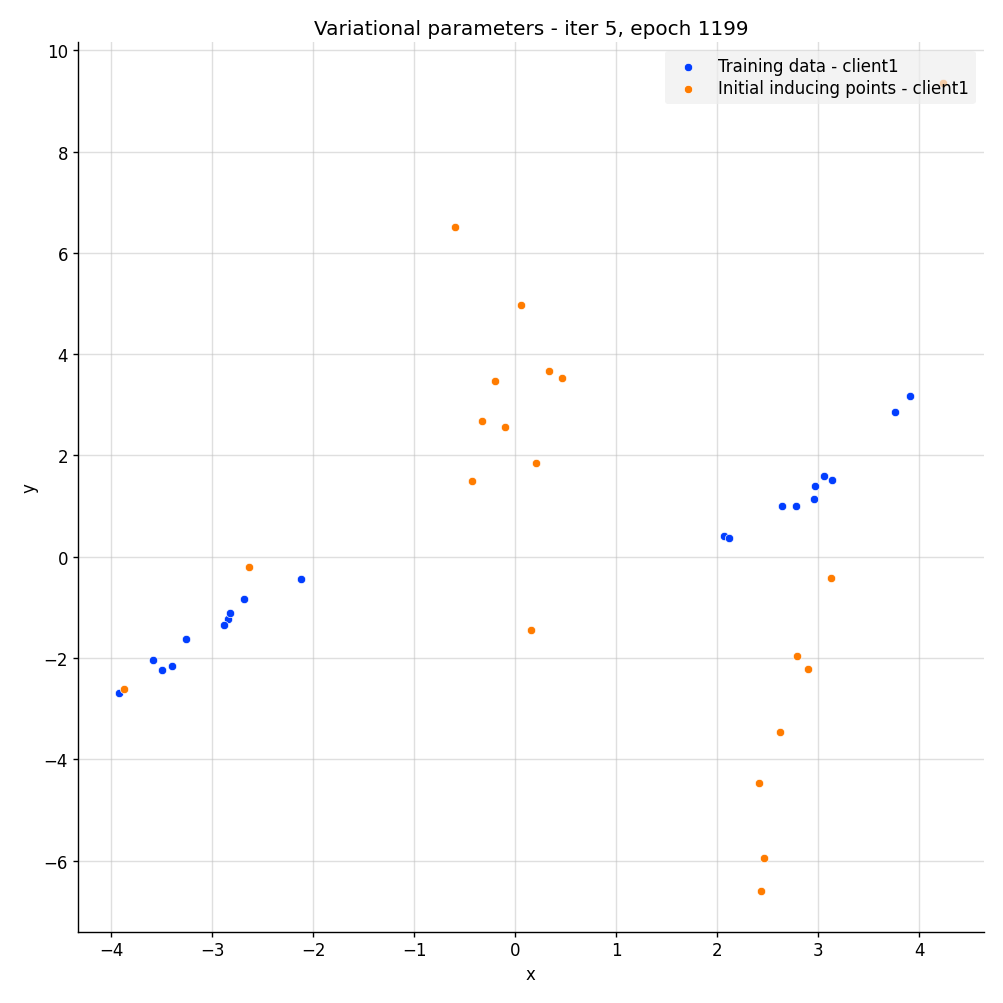 Variational parameters - iter 5, epoch 1199
Training data - client1
Initial inducing points - client1
10
8
6
4
2
0
−2
−4
−6
y
−4 −3 −2 −1 0 1 2 3 4
x